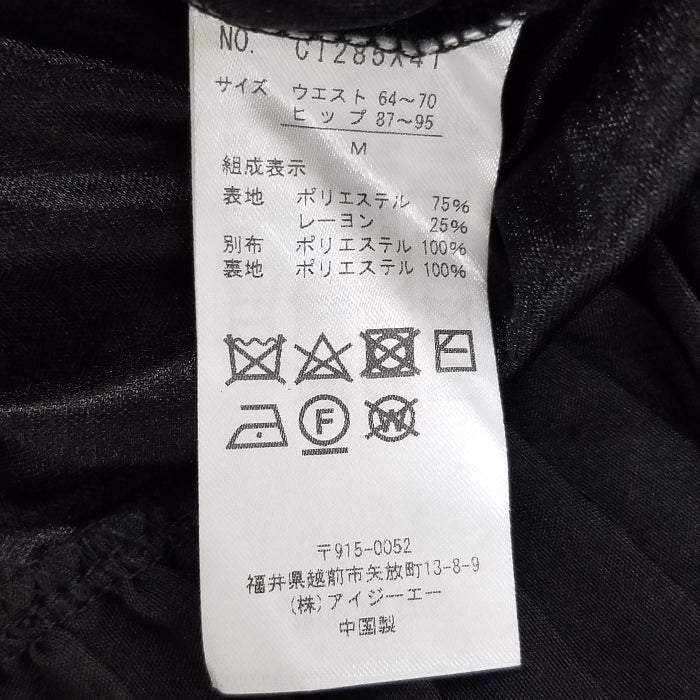 NO. CT285X41
サイズ ウエスト 64～70
ヒップ 87～95
M
組成表示
表地 ポリエステル 75%
レーヨン 25%
別布 ポリエステル 100%
裏地 ポリエステル 100%
F
W
〒915-0052
福井県越前市矢放町13-8-9
(株)アイジーエー
中国製